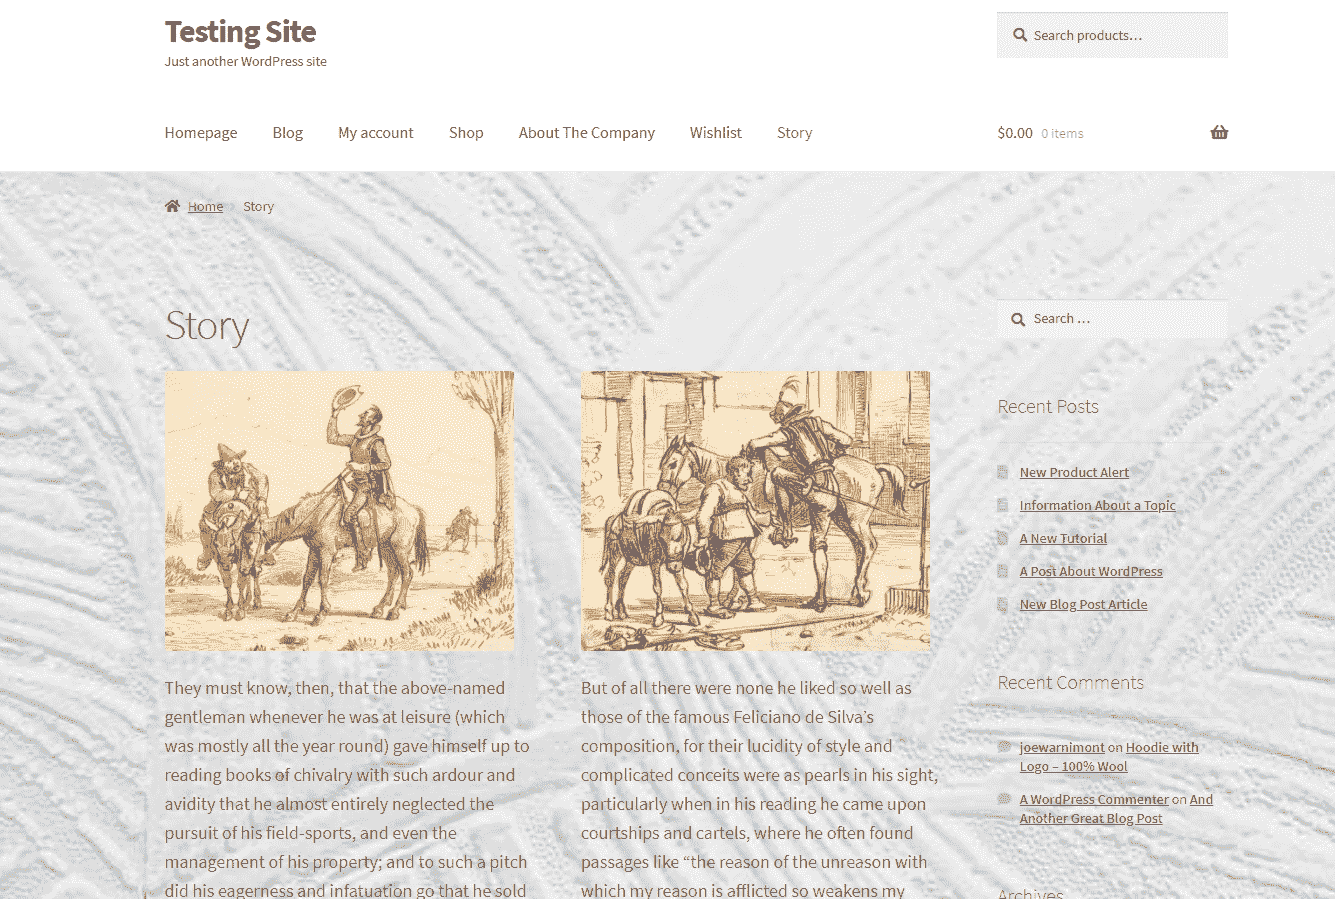 Testing Site
Just another WordPress site
Search products…
Homepage
Blog
My account
Shop
About The Company
Wishlist
Story
$0.00 0 items
Home
Story
Story
They must know, then, that the above-named
gentleman whenever he was at leisure (which
was mostly all the year round) gave himself up to
reading books of chivalry with such ardour and
avidity that he almost entirely neglected the
pursuit of his field-sports, and even the
management of his property; and to such a pitch
did his eagerness and infatuation go that he sold
But of all there were none he liked so well as
those of the famous Feliciano de Silva’s
composition, for their lucidity of style and
complicated conceits were as pearls in his sight,
particularly when in his reading he came upon
courtships and cartels, where he often found
passages like “the reason of the unreason with
which my reason is afflicted so weakens my
Search …
Recent Posts
New Product Alert
Information About a Topic
A New Tutorial
A Post About WordPress
New Blog Post Article
Recent Comments
joewarnimont on Hoodie with
Logo – 100% Wool
A WordPress Commenter on And
Another Great Blog Post
Archives